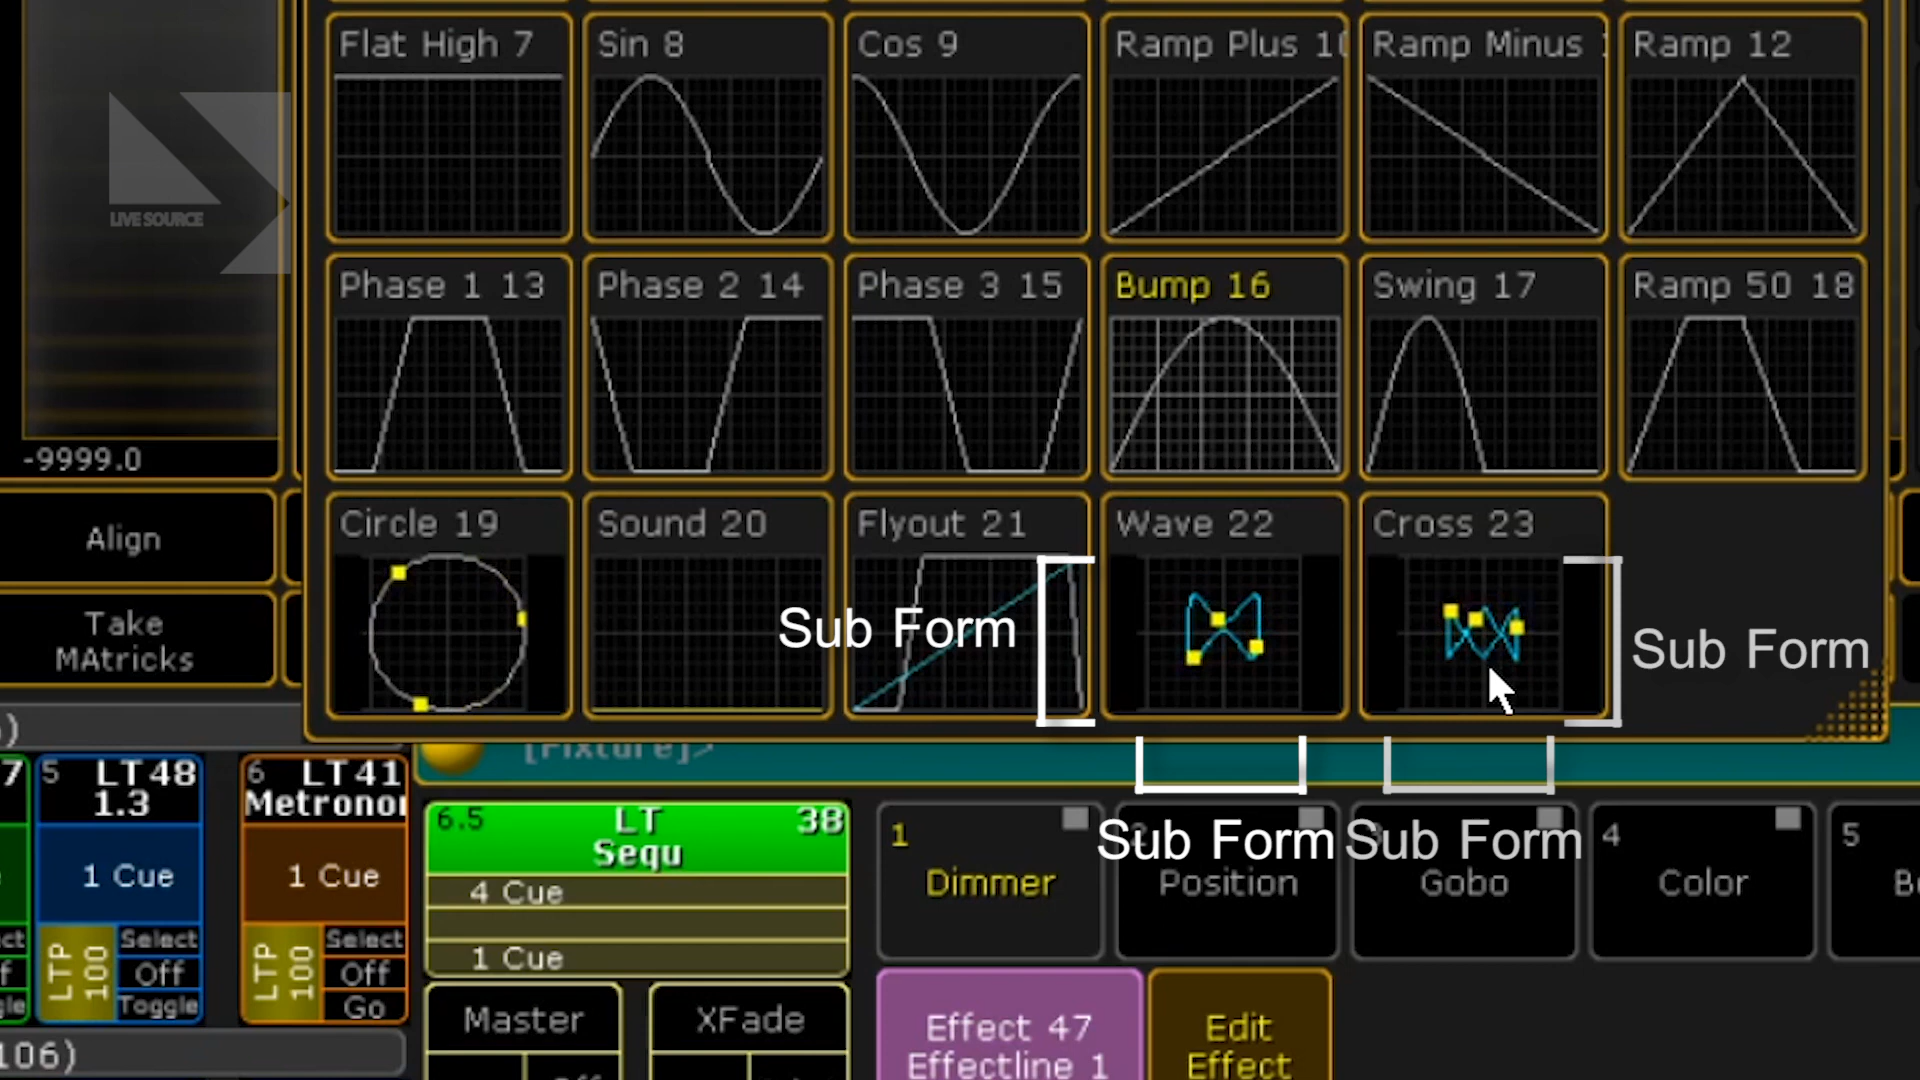 Flat High 7
Sin 8
Cos 9
Ramp Plus 10
Ramp Minus
Ramp 12
LIVE SOURCE
Phase 1 13
Phase 2 14
Phase 3 15
Bump 16
Swing 17
Ramp 50 18
-9999.0
Align
Circle 19
Sound 20
Flyout 21
Wave 22
Cross 23
Take
MAtricks
Sub Form
Sub Form
[Fixture]>
7
5 LT48
1.3
6 LT41
Metrono
1 Cue
1 Cue
LTP
100
Select
Off
Toggle
LTP
100
Select
Off
Go
106)
6.5 LT 38
Sequ
4 Cue
1 Cue
Master
XFade
1
Dimmer
Sub Form
Position
Sub Form
Gobo
4
Color
5
Effect 47
Effectline 1
Edit
Effect